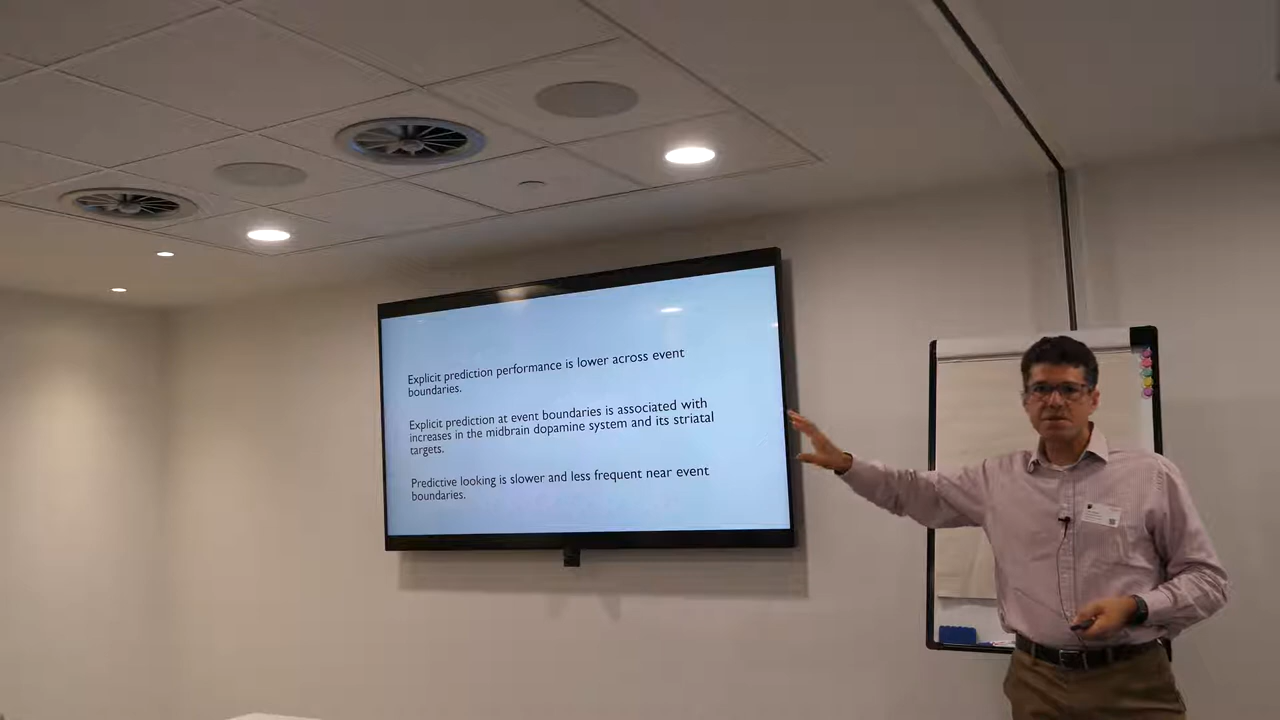 Explicit prediction performance is lower across event
boundaries.
Explicit prediction at event boundaries is associated with
increases in the midbrain dopamine system and its striatal
targets.
Predictive looking is slower and less frequent near event
boundaries.